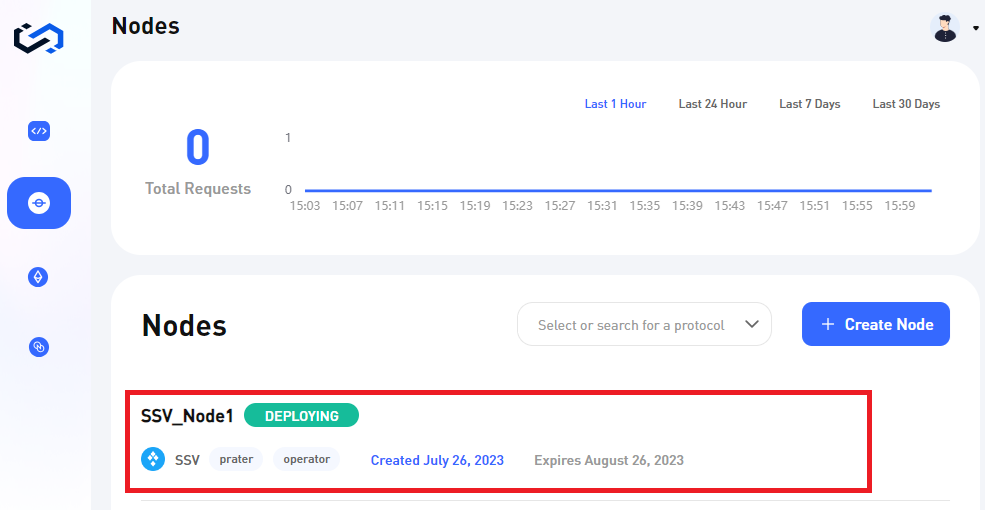 Nodes
Last 1 Hour Last 24 Hour Last 7 Days Last 30 Days
0
Total Requests
1
0
15:03 15:07 15:11 15:15 15:19 15:23 15:27 15:31 15:35 15:39 15:43 15:47 15:51 15:55 15:59
Nodes
Select or search for a protocol
+ Create Node
SSV_Node1 DEPLOYING
SSV prater operator Created July 26, 2023 Expires August 26, 2023